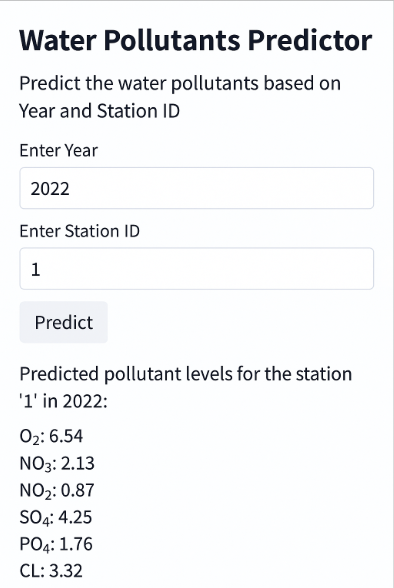 Water Pollutants Predictor
Predict the water pollutants based on
Year and Station ID
Enter Year
2022
Enter Station ID
1
Predict
Predicted pollutant levels for the station
'1' in 2022:
O₂: 6.54
NO₃: 2.13
NO₂: 0.87
SO₄: 4.25
PO₄: 1.76
CL: 3.32